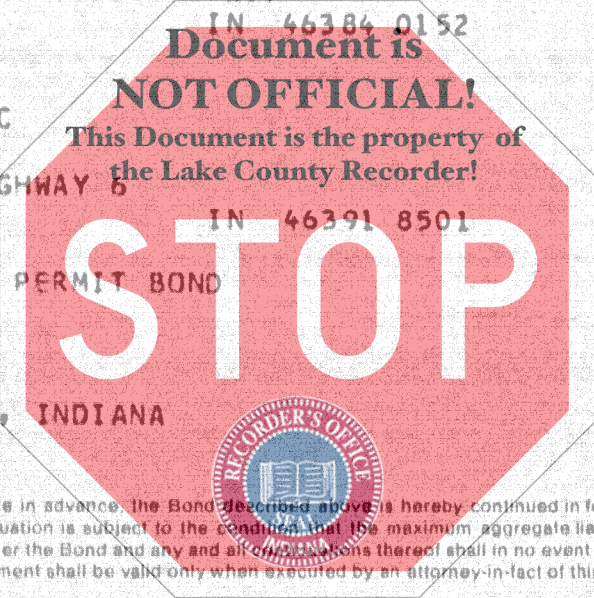 IN 46384 0152
Document is
NOT OFFICIAL!
This Document is the property of
the Lake County Recorder!
C
GHWAY 6
IN 46391 8501
STOP
PERMIT BOND
, INDIANA
RECORDER'S OFFICE
INDIANA
e in advance, the Bond described above is hereby continued in fo
uation is subject to the condition that the maximum aggregate lia
er the Bond and any and all continuations thereof shall in no event
ment shall be valid only when executed by an attorney-in-fact of thi